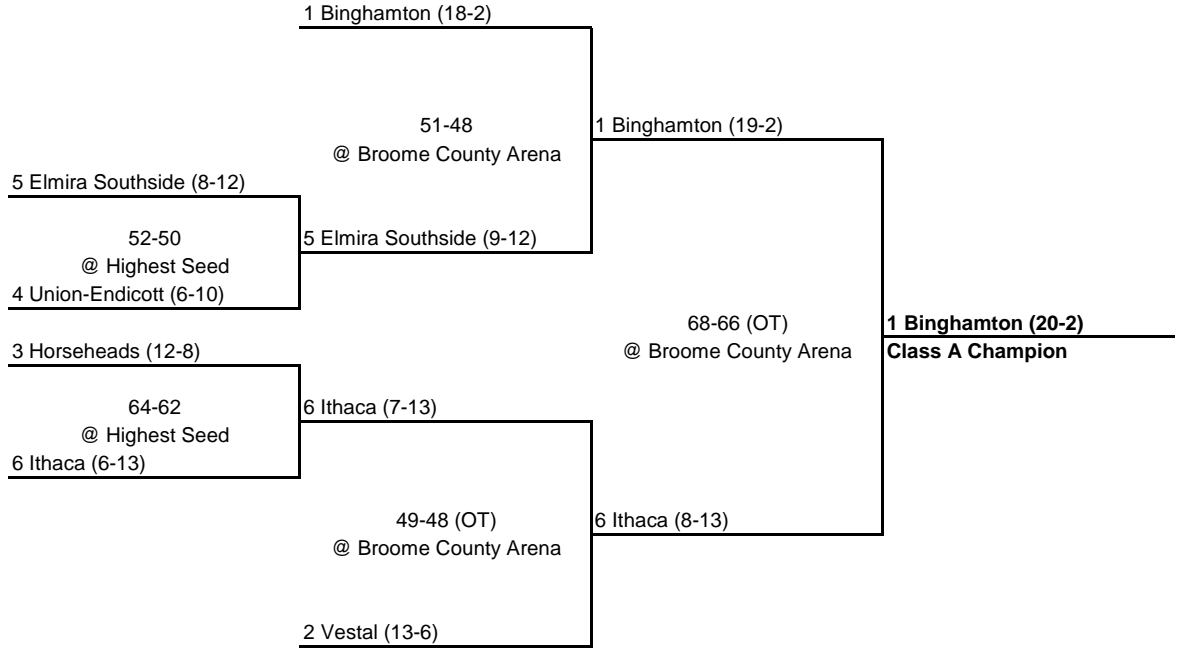 1 Binghamton (18-2)
51-48
@ Broome County Arena
1 Binghamton (19-2)
5 Elmira Southside (8-12)
52-50
@ Highest Seed
5 Elmira Southside (9-12)
4 Union-Endicott (6-10)
68-66 (OT)
@ Broome County Arena
1 Binghamton (20-2)
Class A Champion
3 Horseheads (12-8)
64-62
@ Highest Seed
6 Ithaca (7-13)
6 Ithaca (6-13)
49-48 (OT)
@ Broome County Arena
6 Ithaca (8-13)
2 Vestal (13-6)